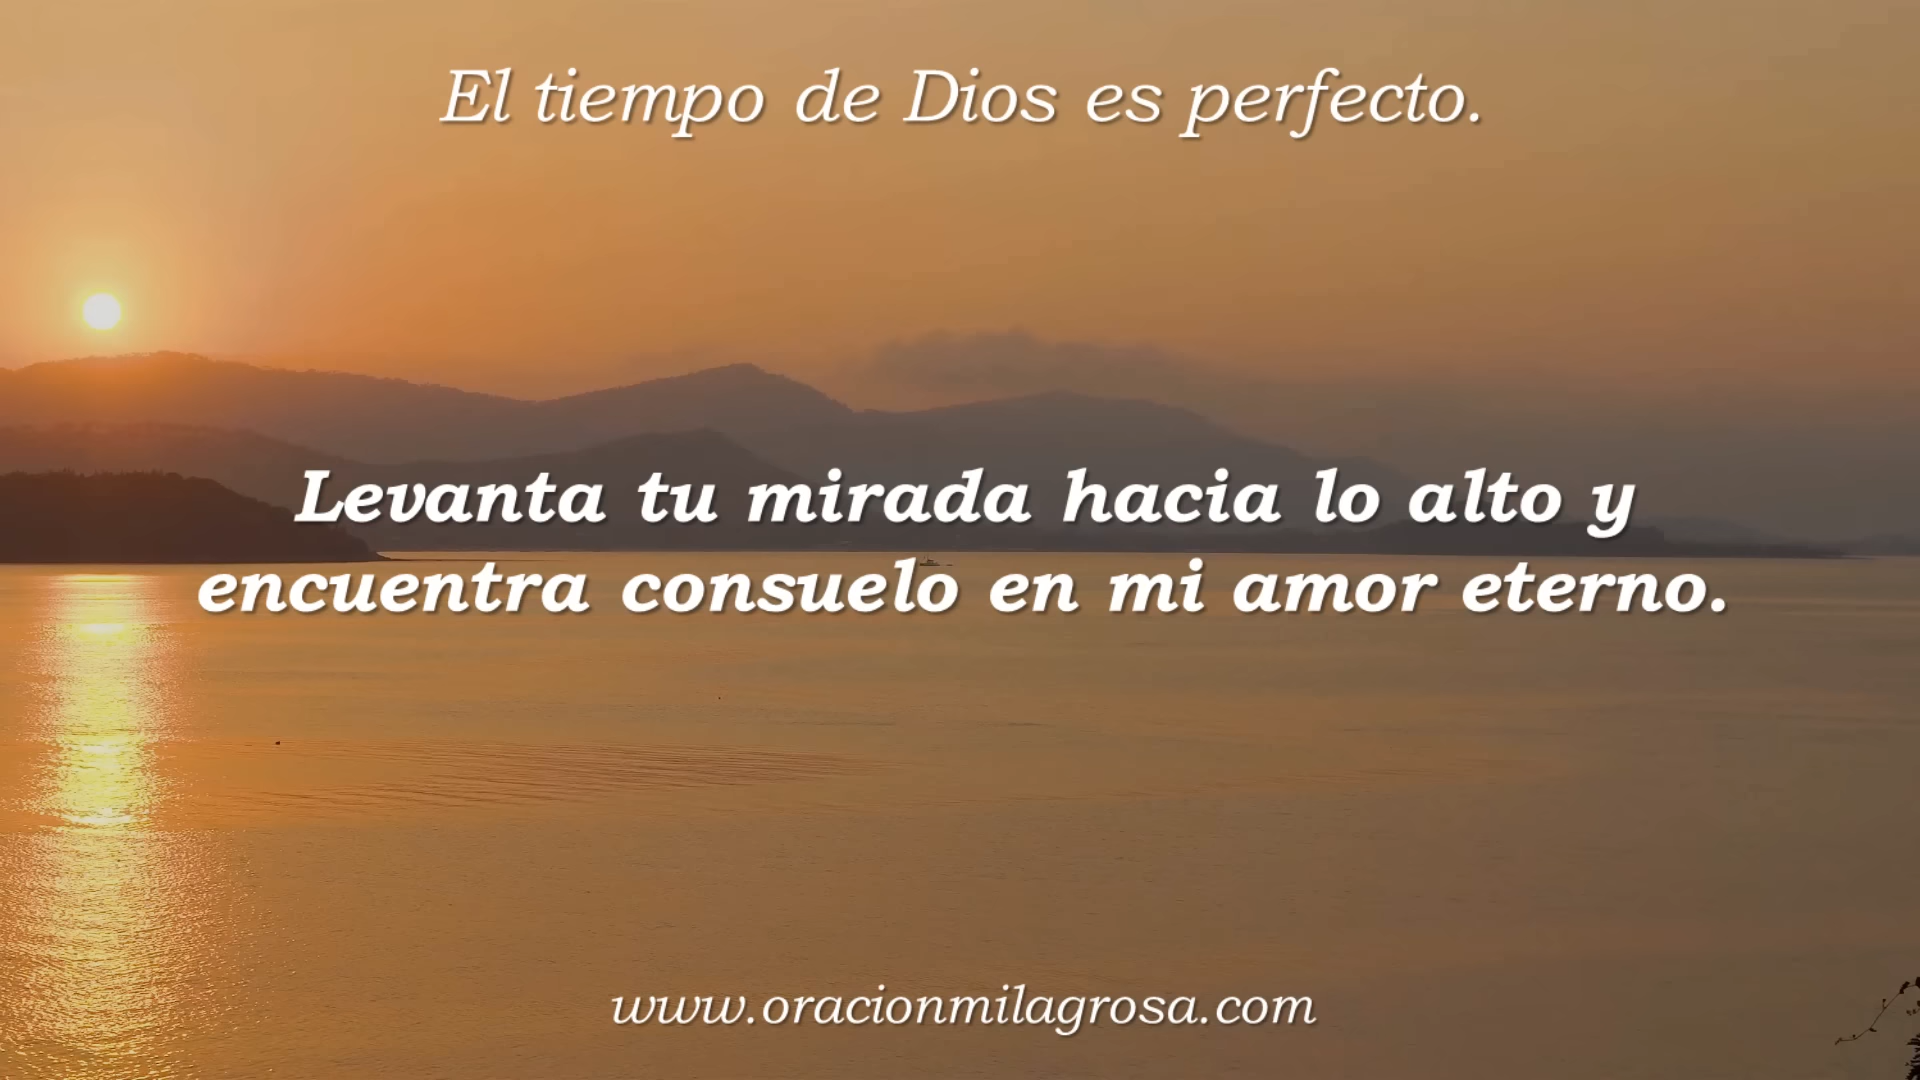 El tiempo de Dios es perfecto.
Levanta tu mirada hacia lo alto y
encuentra consuelo en mi amor eterno.
www.oracionmilagrosa.com